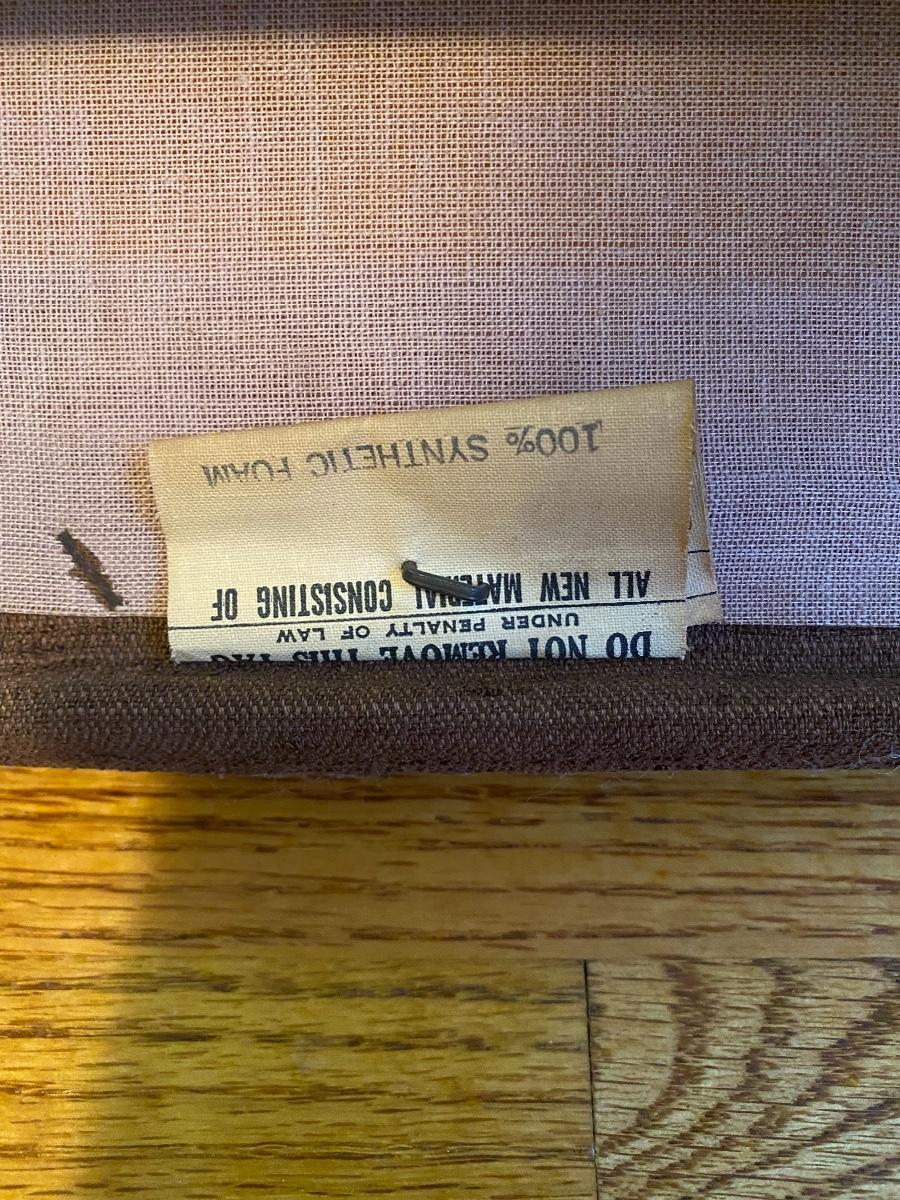 DO NOT REMOVE THIS TAG
UNDER PENALTY OF LAW
ALL NEW MATERIAL CONSISTING OF
100% SYNTHETIC FOAM